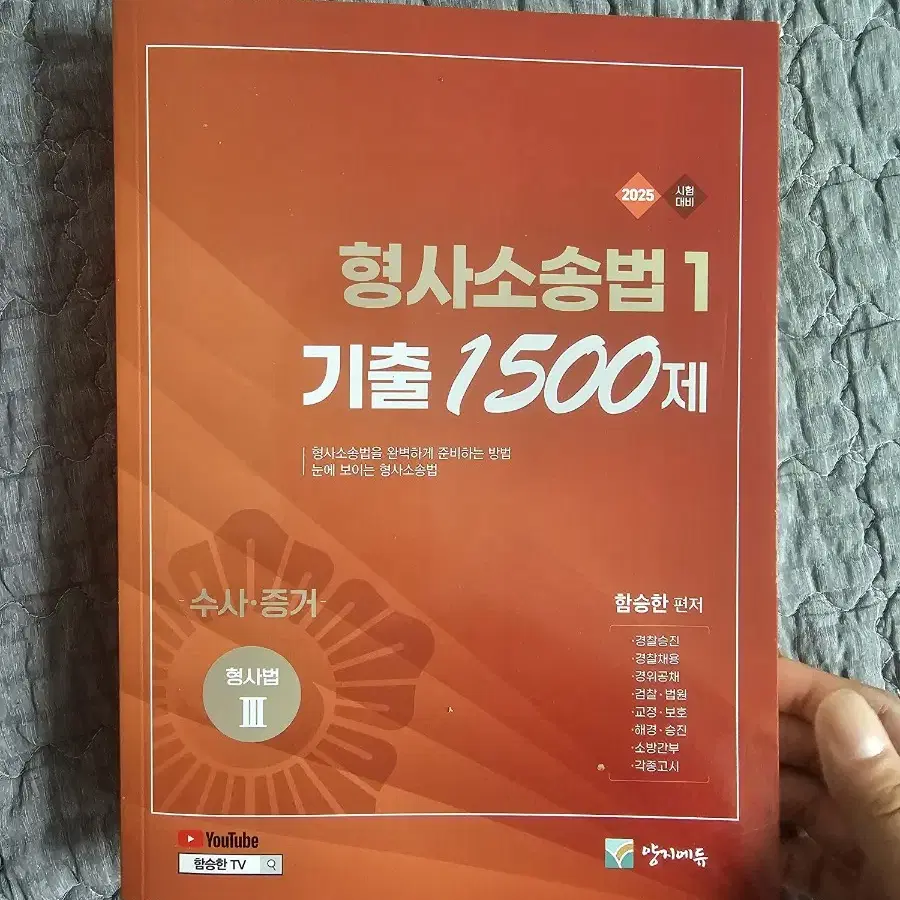 2025
시험
대비
형사소송법 1
기출 1500제
형사소송법을 완벽하게 준비하는 방법
눈에 보이는 형사소송법
수사·증거
형사법
Ⅲ
함승한 편저
·경찰승진
·경찰채용
·경위공채
·검찰·법원
·교정·보호
·해경·승진
·소방간부
·각종고시
YouTube
함승한 TV
양지에듀